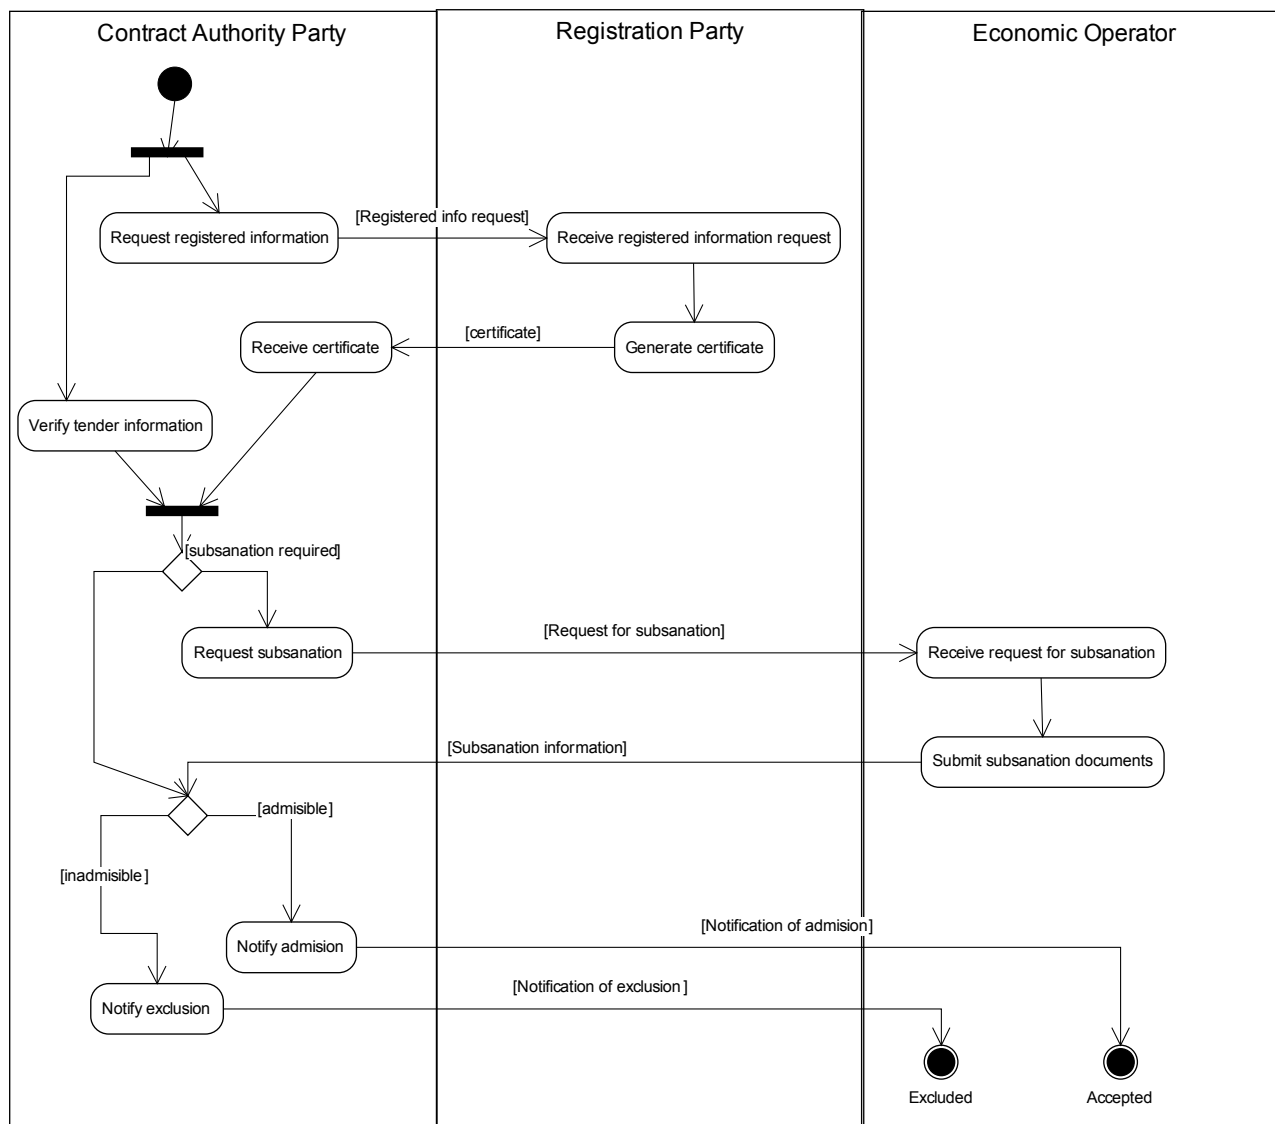 Contract Authority Party
Registration Party
Economic Operator
[Registered info request]
Request registered information
Receive registered information request
[certificate]
Receive certificate
Generate certificate
Verify tender information
[subsanation required]
[Request for subsanation]
Request subsanation
Receive request for subsanation
[Subsanation information]
Submit subsanation documents
[admisible]
[inadmisible]
[Notification of admision]
Notify admision
[Notification of exclusion]
Notify exclusion
Excluded
Accepted